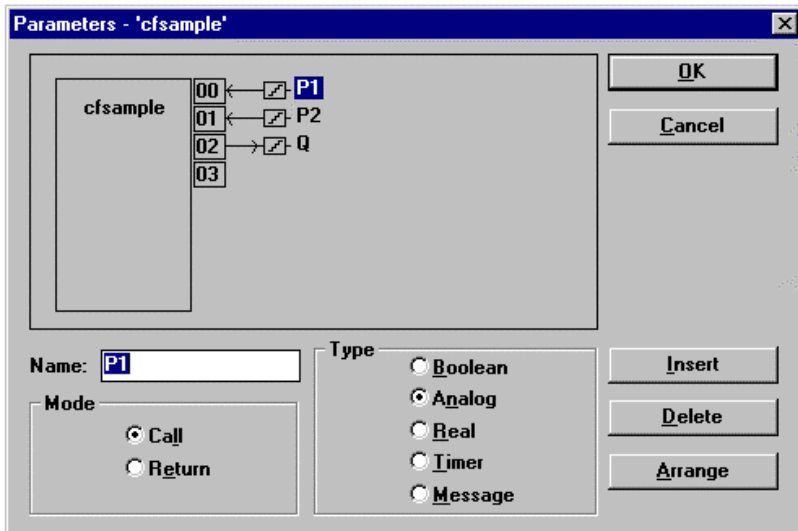 Parameters - 'cfsample'
cfsample
00 P1
01 P2
02 Q
03
OK
Cancel
Name: P1
Mode
Call
Return
Type
Boolean
Analog
Real
Timer
Message
Insert
Delete
Arrange